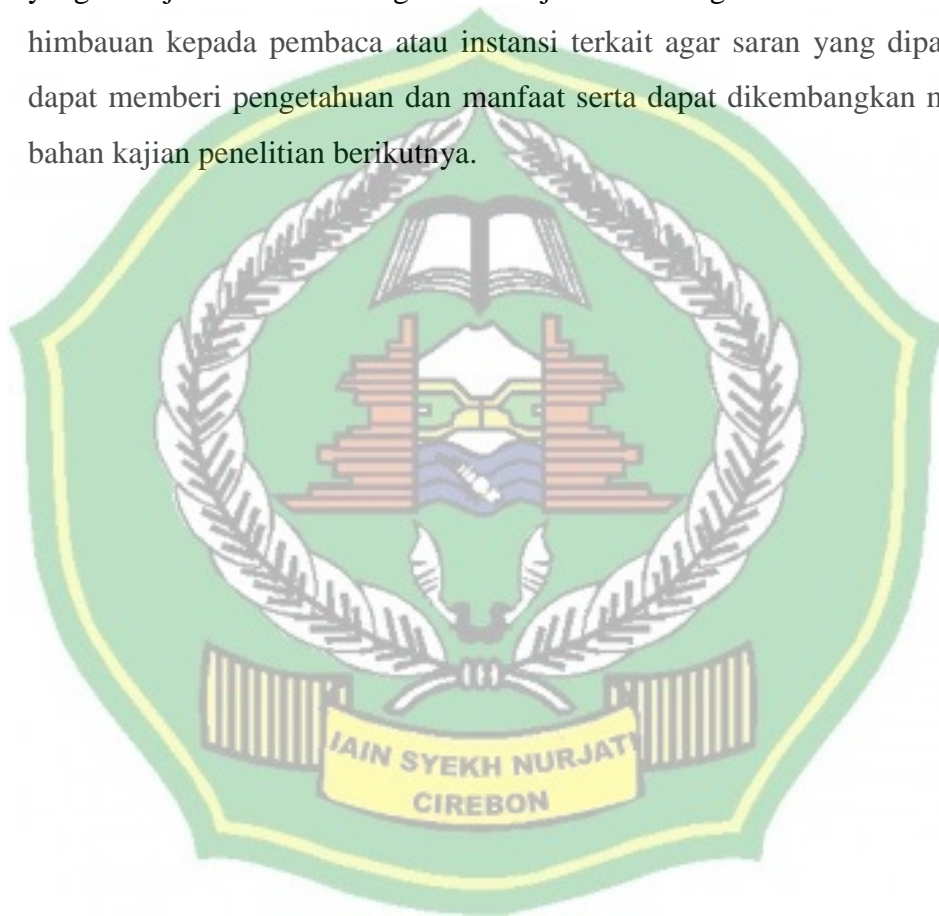 himbauan kepada pembaca atau instansi terkait agar saran yang
dapat memberi pengetahuan dan manfaat serta dapat dikembangkan
bahan kajian penelitian berikutnya.
IAIN SYEKH NURJATI
CIREBON